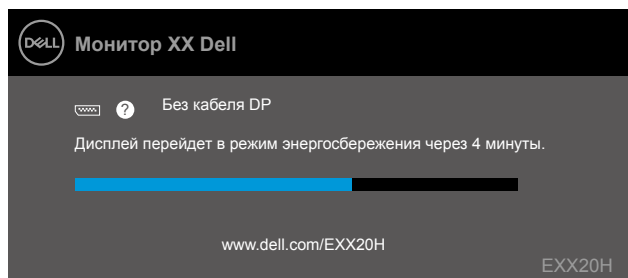 DELL
Монитор XX Dell
? Без кабеля DP
Дисплей перейдет в режим энергосбережения через 4 минуты.
www.dell.com/EXX20H
EXX20H